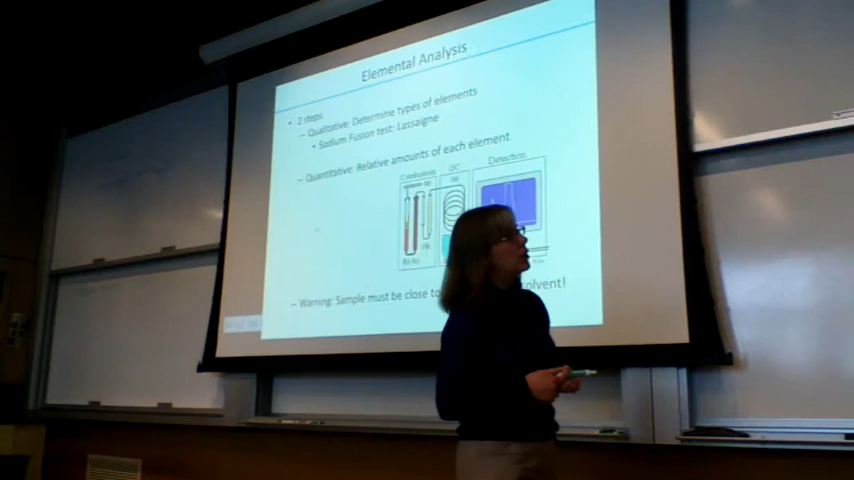 Elemental Analysis
• 2 steps:
– Qualitative: Determine types of elements
• Sodium Fusion test: Lassaigne
– Quantitative: Relative amounts of each element
Combustion GC Detection
– Warning: Sample must be close to solvent!